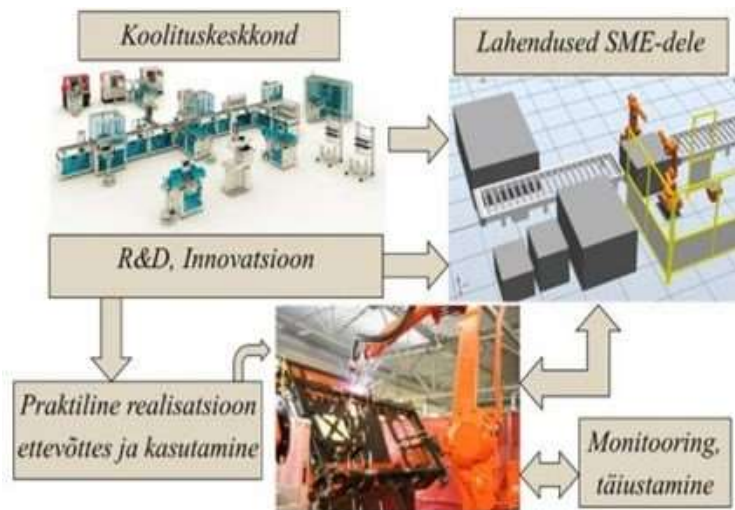 Koolituskeskkond
Lahendused SME-dele
R&D, Innovatsioon
Praktiline realisatsioon
ettevõttes ja kasutamine
Monitooring,
täiustamine